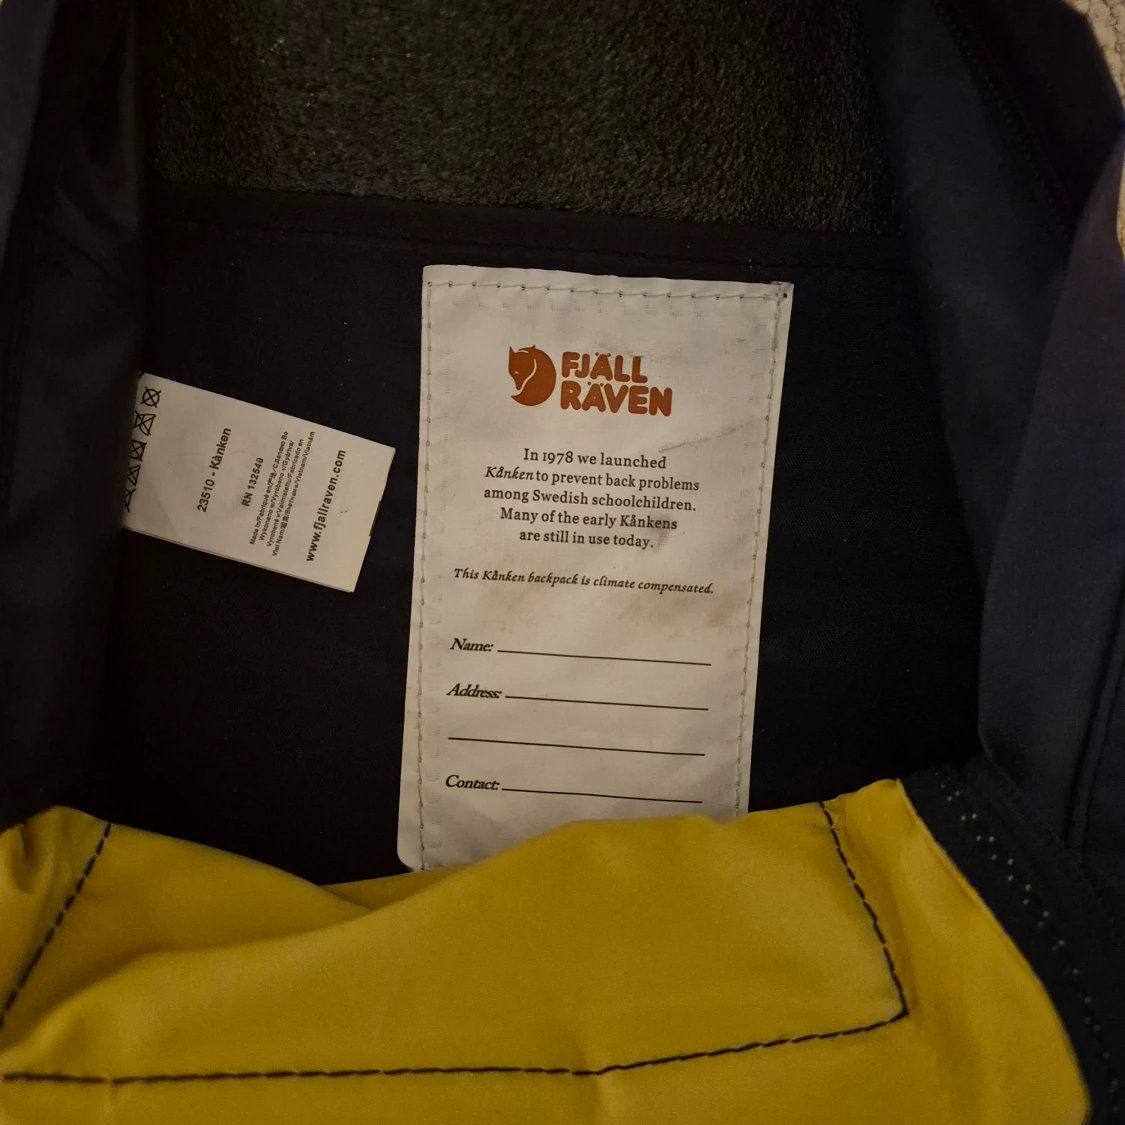 FJÄLL
RÄVEN
In 1978 we launched
Kånken to prevent back problems
among Swedish schoolchildren.
Many of the early Kånkens
are still in use today.
This Kånken backpack is climate compensated.
Name:
Address:
Contact:
23510 - Kånken
RN 132540
www.fjallraven.com